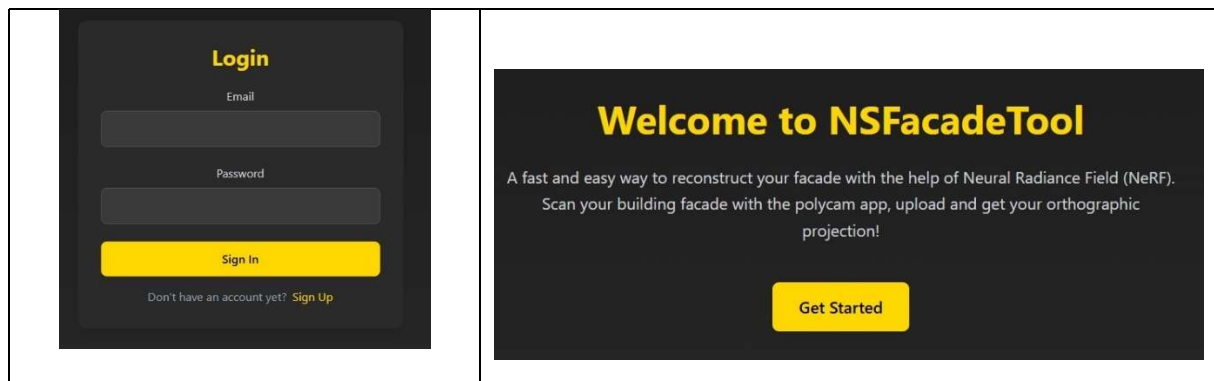 Login
Email
Password
Sign In
Don't have an account yet? Sign Up
Welcome to NSFacadeTool
A fast and easy way to reconstruct your facade with the help of Neural Radiance Field (NeRF).
Scan your building facade with the polycam app, upload and get your orthographic
projection!
Get Started